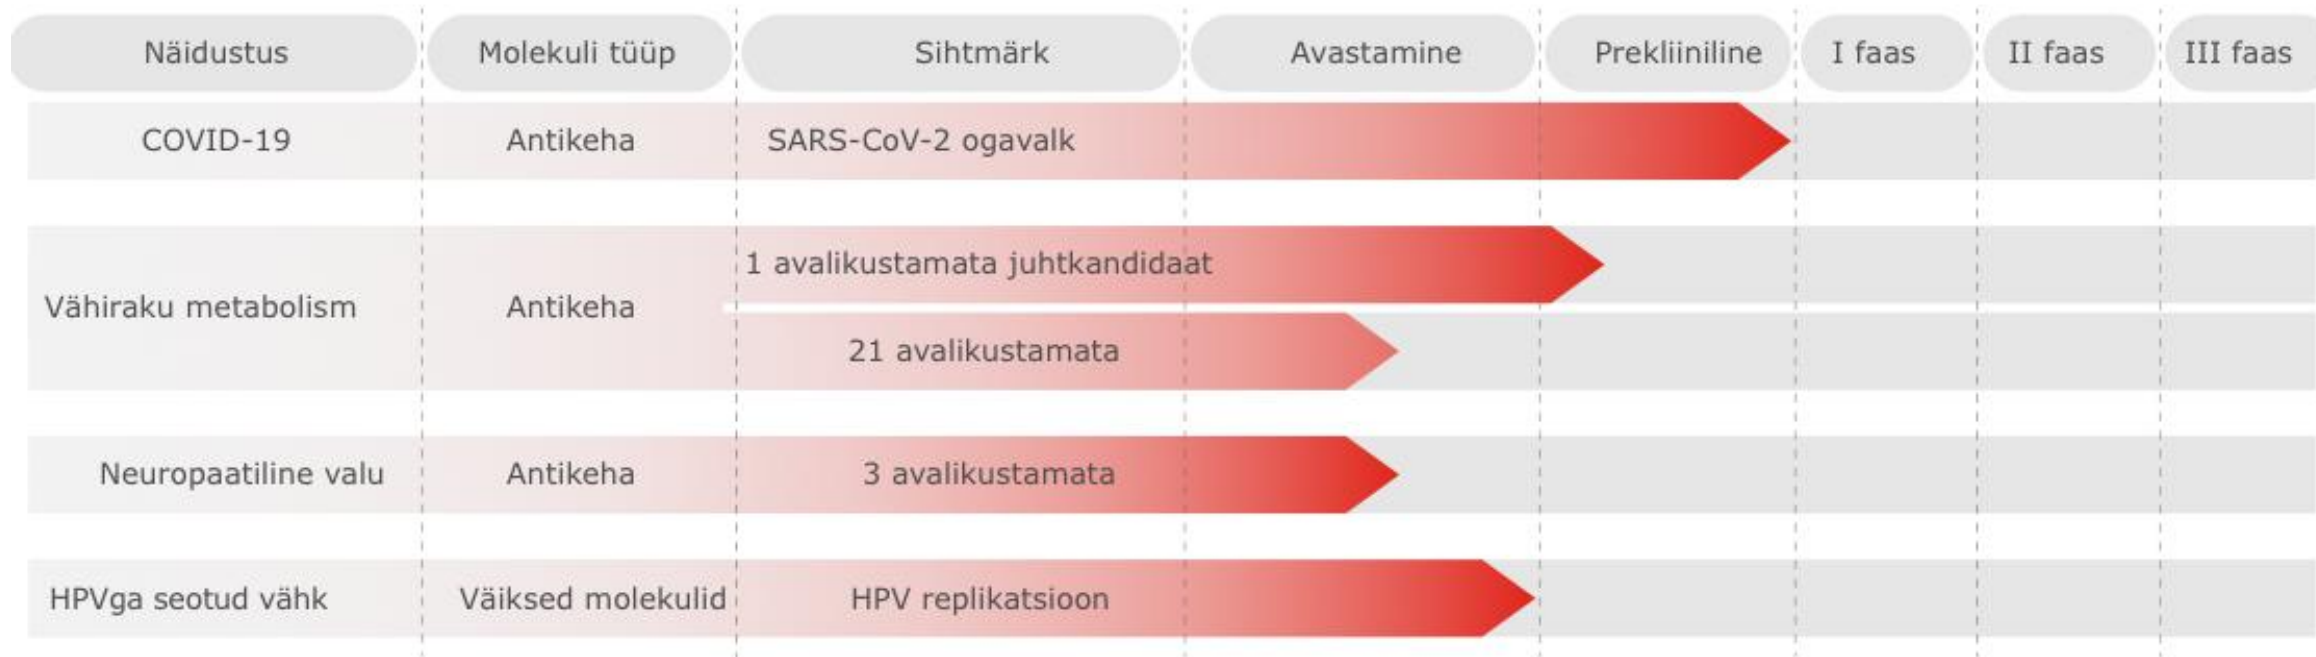 Näidustus Molekuli tüüp Sihtmärk Avastamine Prekliiniline I faas II faas III faas
COVID-19 Antikeha SARS-CoV-2 ogavalk
1 avalikustamata juhtkandidaat
Vähiraku metabolism Antikeha
21 avalikustamata
Neuropaatiline valu Antikeha 3 avalikustamata
HPVga seotud vähk Väiksed molekulid HPV replikatsioon